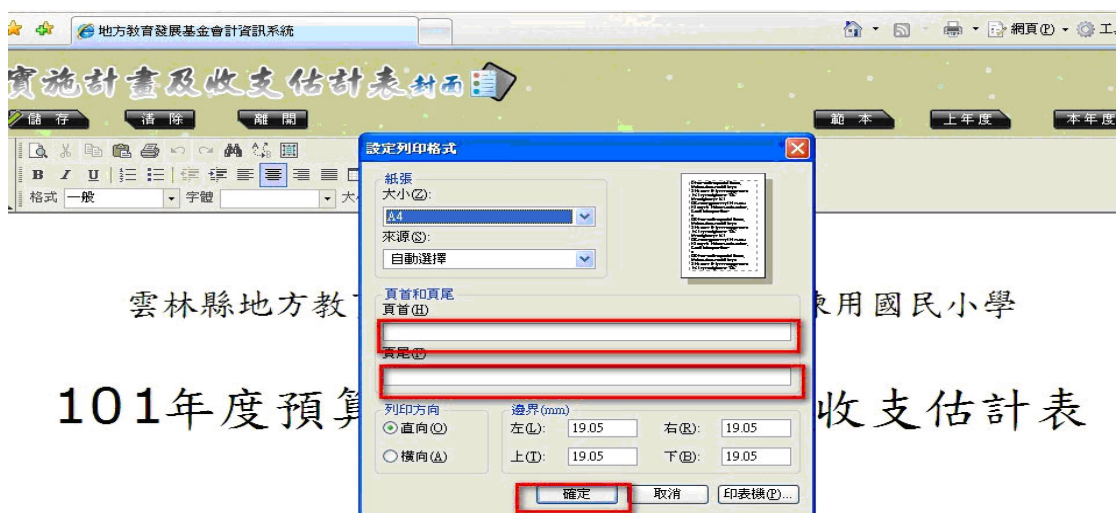 地方教育發展基金會計資訊系統
網頁(P)
實施計畫及收支估計表封面
儲存 清除 離開 範本 上年度 本年度
B I U
格式 一般 字體
設定列印格式
紙張
大小(Z):
A4
來源(S):
自動選擇
頁首和頁尾
頁首(H)
頁尾(F)
雲林縣地方教 用國民小學
101年度預算 收支估計表
列印方向 邊界(mm)
直向(O) 左(L): 19.05 右(R): 19.05
橫向(A) 上(T): 19.05 下(B): 19.05
確定 取消 印表機(P)...